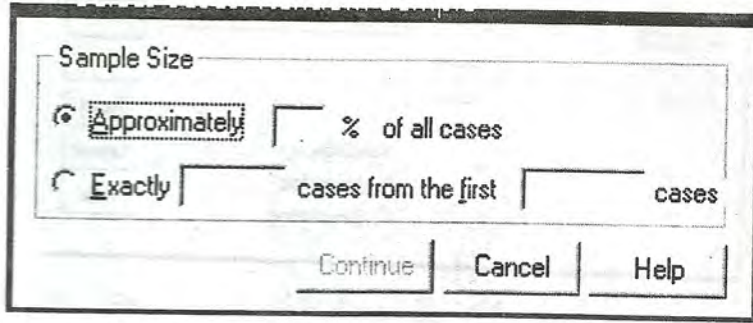 Sample Size
Approximately % of all cases
Exactly cases from the first cases
Continue Cancel Help